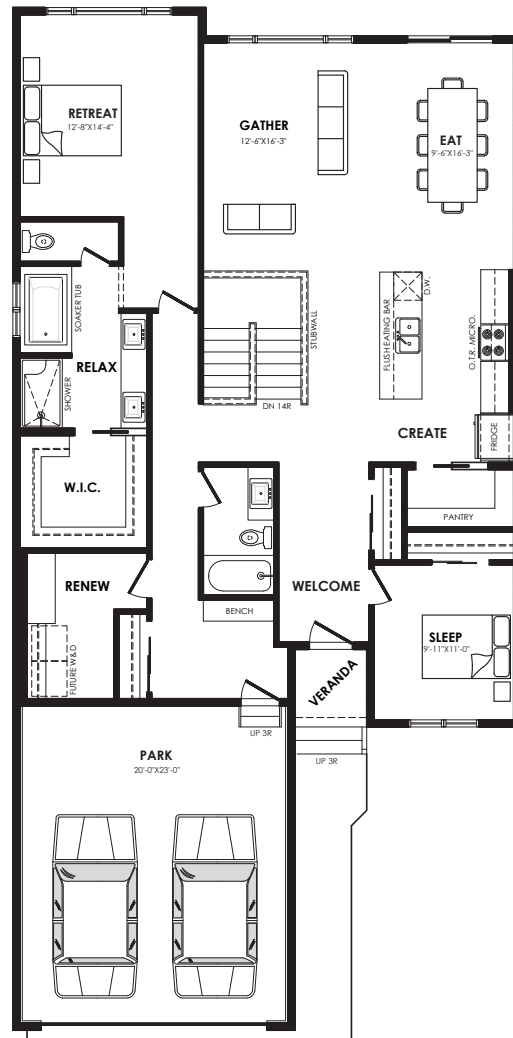 RETREAT
12'-8"X14'-4"
GATHER
12'-6"X16'-3"
EAT
9'-6"X16'-3"
SOAKER TUB
STUBWALL
FLUSH EATING BAR
D.W.
O.T.R. MICRO.
RELAX
SHOWER
DN 14R
CREATE
FRIDGE
W.I.C.
PANTRY
RENEW
WELCOME
BENCH
SLEEP
9'-11"X11'-0"
FUTURE W&D
VERANDA
UP 3R
UP 3R
PARK
20'-0"X23'-0"